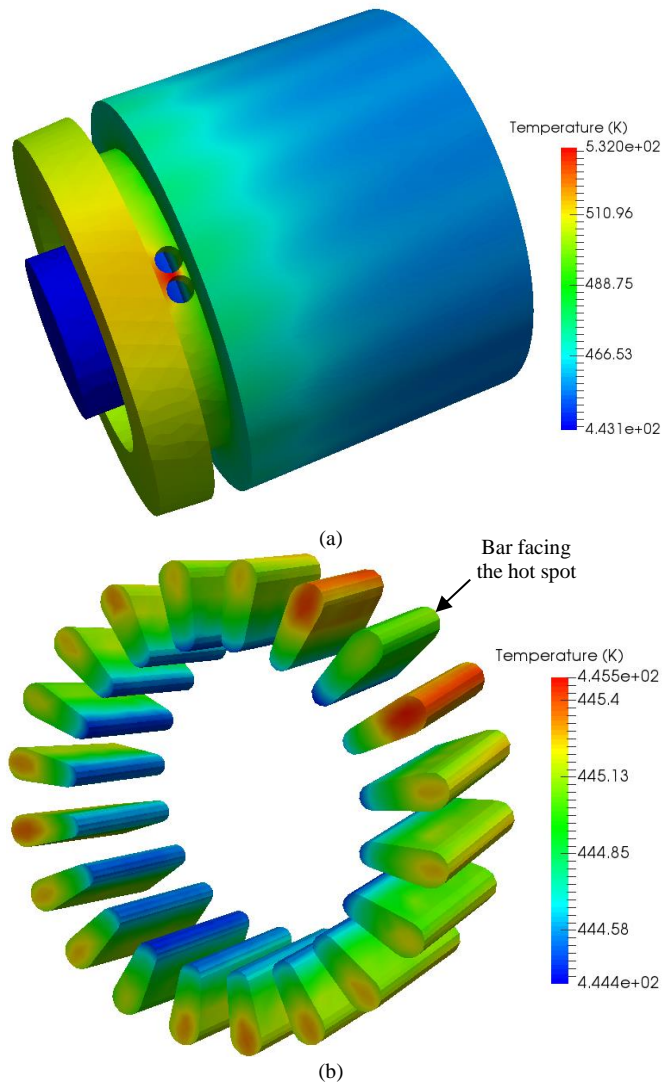 Temperature (K)
5.320e+02
510.96
488.75
466.53
4.431e+02
(a)
Bar facing
the hot spot
Temperature (K)
4.455e+02
445.4
445.13
444.85
444.58
4.444e+02
(b)